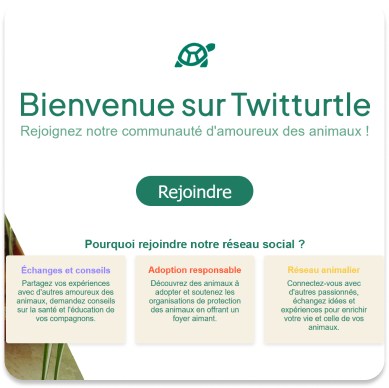 Bienvenue sur Twitturtle
Rejoignez notre communauté d'amoureux des animaux !
Rejoindre
Pourquoi rejoindre notre réseau social ?
Échanges et conseils
Partagez vos expériences
avec d'autres amoureux des
animaux, demandez conseils
sur la santé et l'éducation de
vos compagnons.
Adoption responsable
Découvrez des animaux à
adopter et soutenez les
organisations de protection
des animaux en offrant un
foyer aimant.
Réseau animalier
Connectez-vous avec
d'autres passionnés,
échangez idées et
expériences pour enrichir
votre vie et celle de vos
animaux.